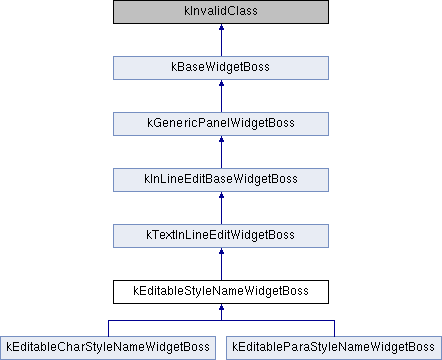 kInvalidClass
kBaseWidgetBoss
kGenericPanelWidgetBoss
kInLineEditBaseWidgetBoss
kTextInLineEditWidgetBoss
kEditableStyleNameWidgetBoss
kEditableCharStyleNameWidgetBoss
kEditableParaStyleNameWidgetBoss